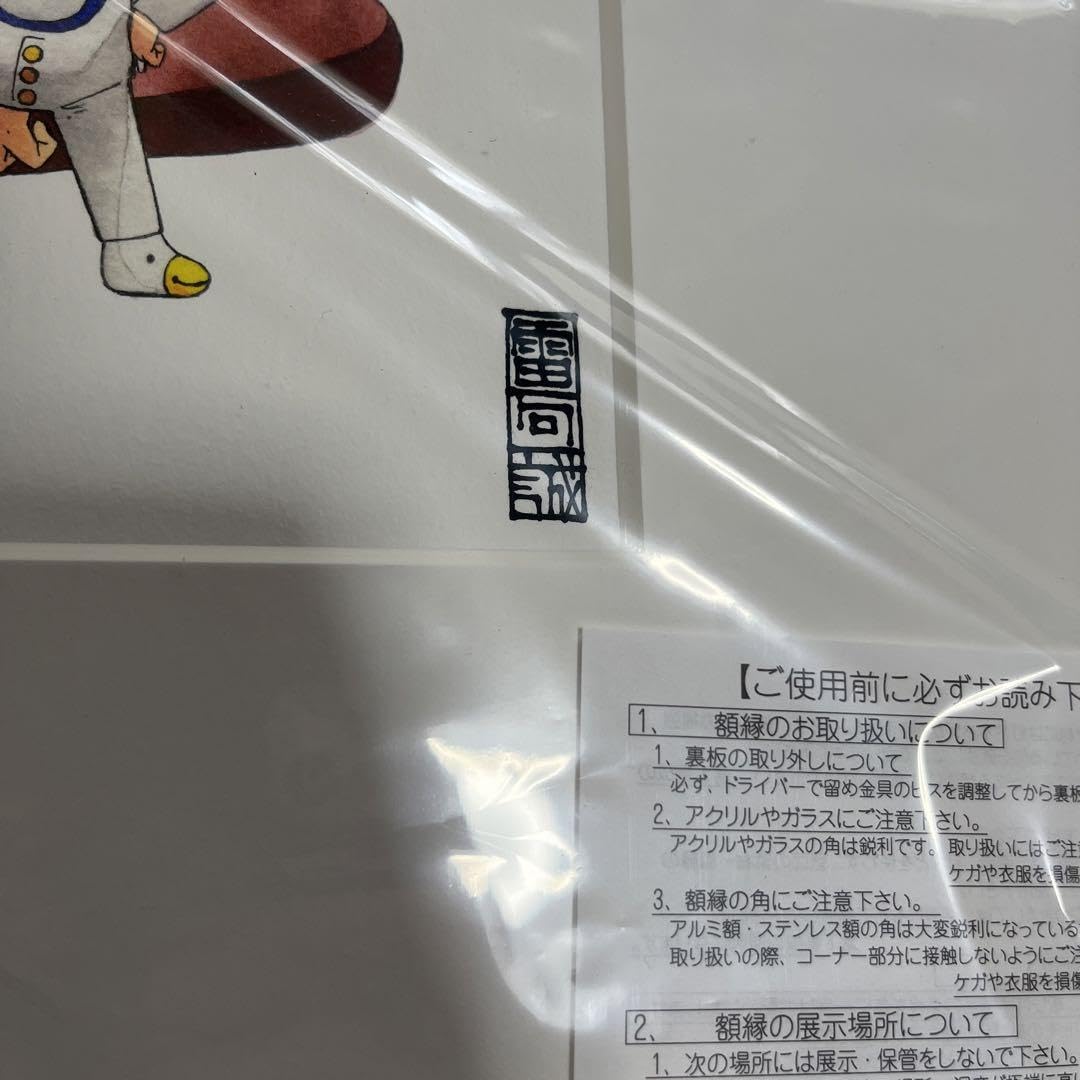 雷句誠
【ご使用前に必ずお読み下
1、 額縁のお取り扱いについて
1、裏板の取り外しについて
必ず、ドライバーで留め金具のビスを調整してから裏板
2、アクリルやガラスにご注意下さい。
アクリルやガラスの角は鋭利です。取り扱いにはご注意
ケガや衣服を損傷
3、額縁の角にご注意下さい。
アルミ額・ステンレス額の角は大変鋭利になっている
取り扱いの際、コーナー部分に接触しないようにご注
ケガや衣服を損傷
2、 額縁の展示場所について
1、次の場所には展示・保管をしないで下さい。